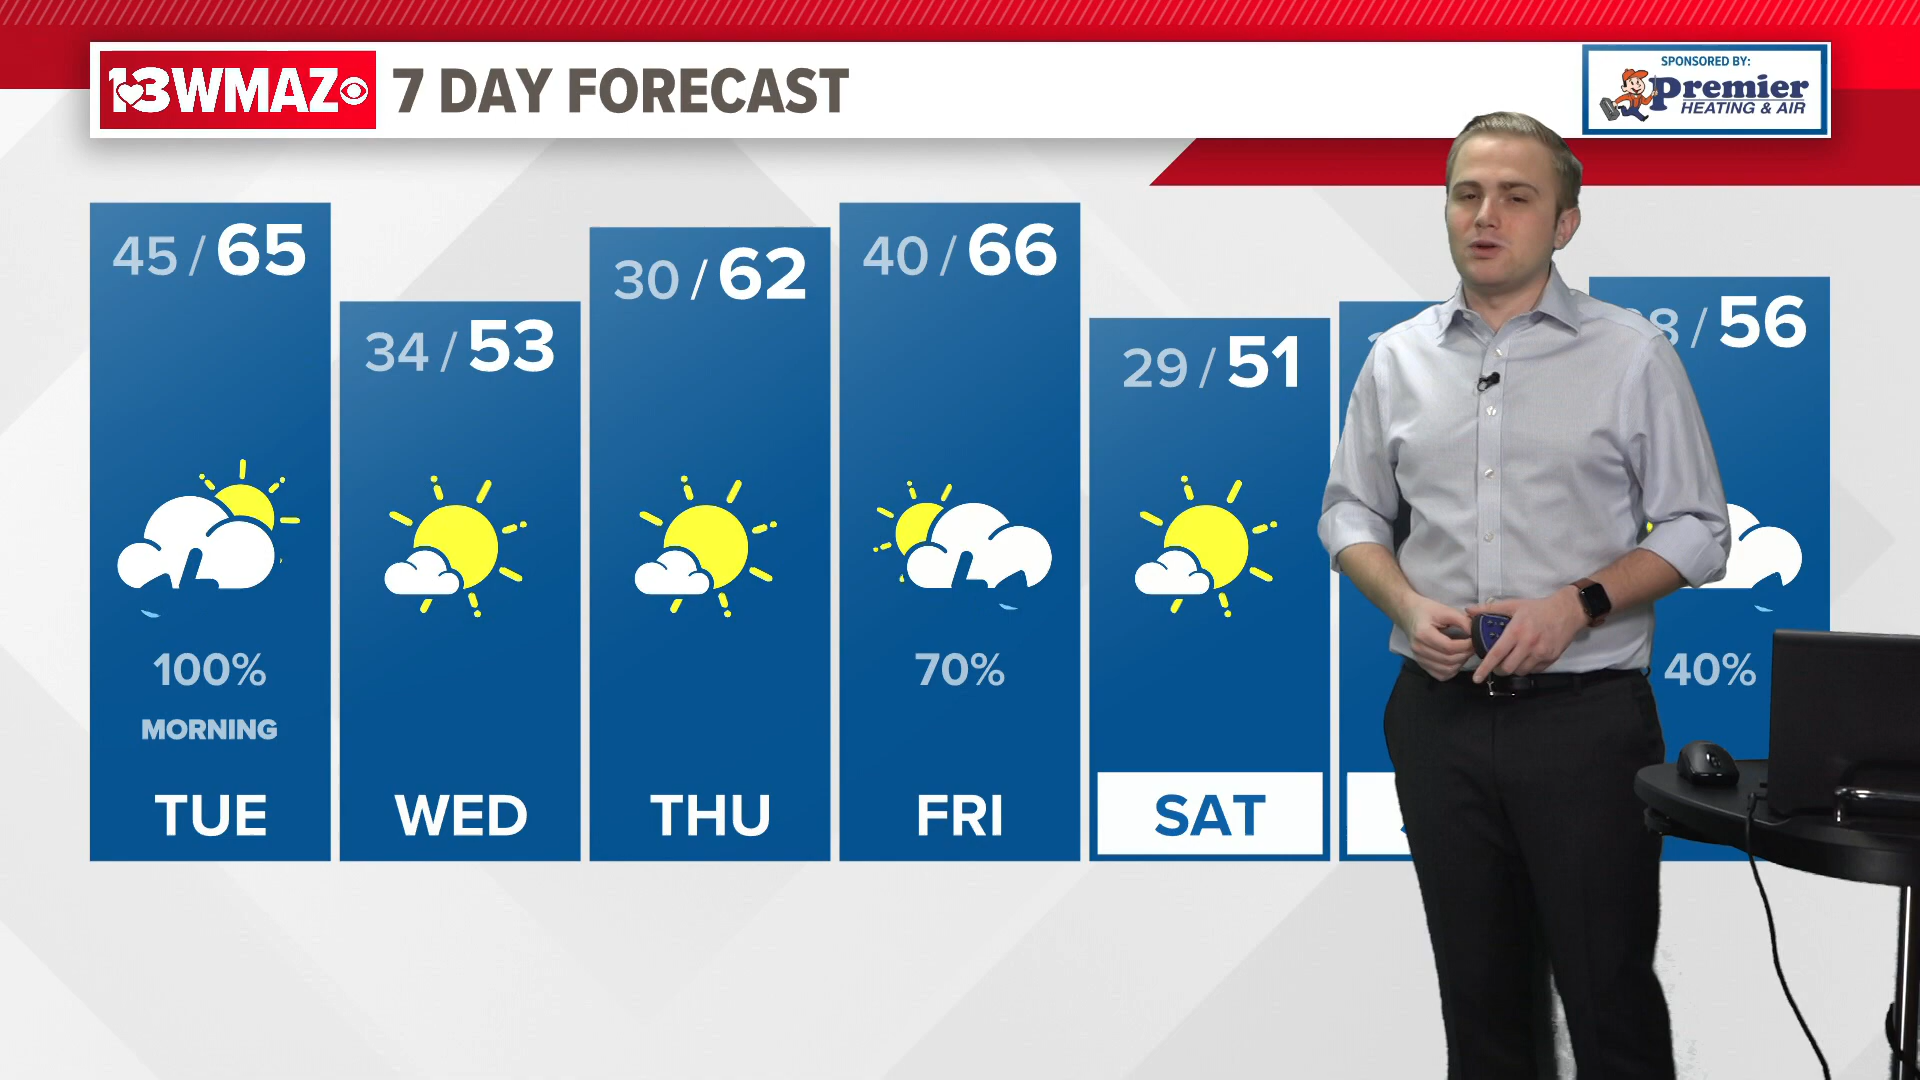 13WMAZ
7 DAY FORECAST
SPONSORED BY:
Premier
HEATING & AIR
45 / 65
34 / 53
30 / 62
40 / 66
29 / 51
8 / 56
100%
70%
40%
MORNING
TUE
WED
THU
FRI
SAT